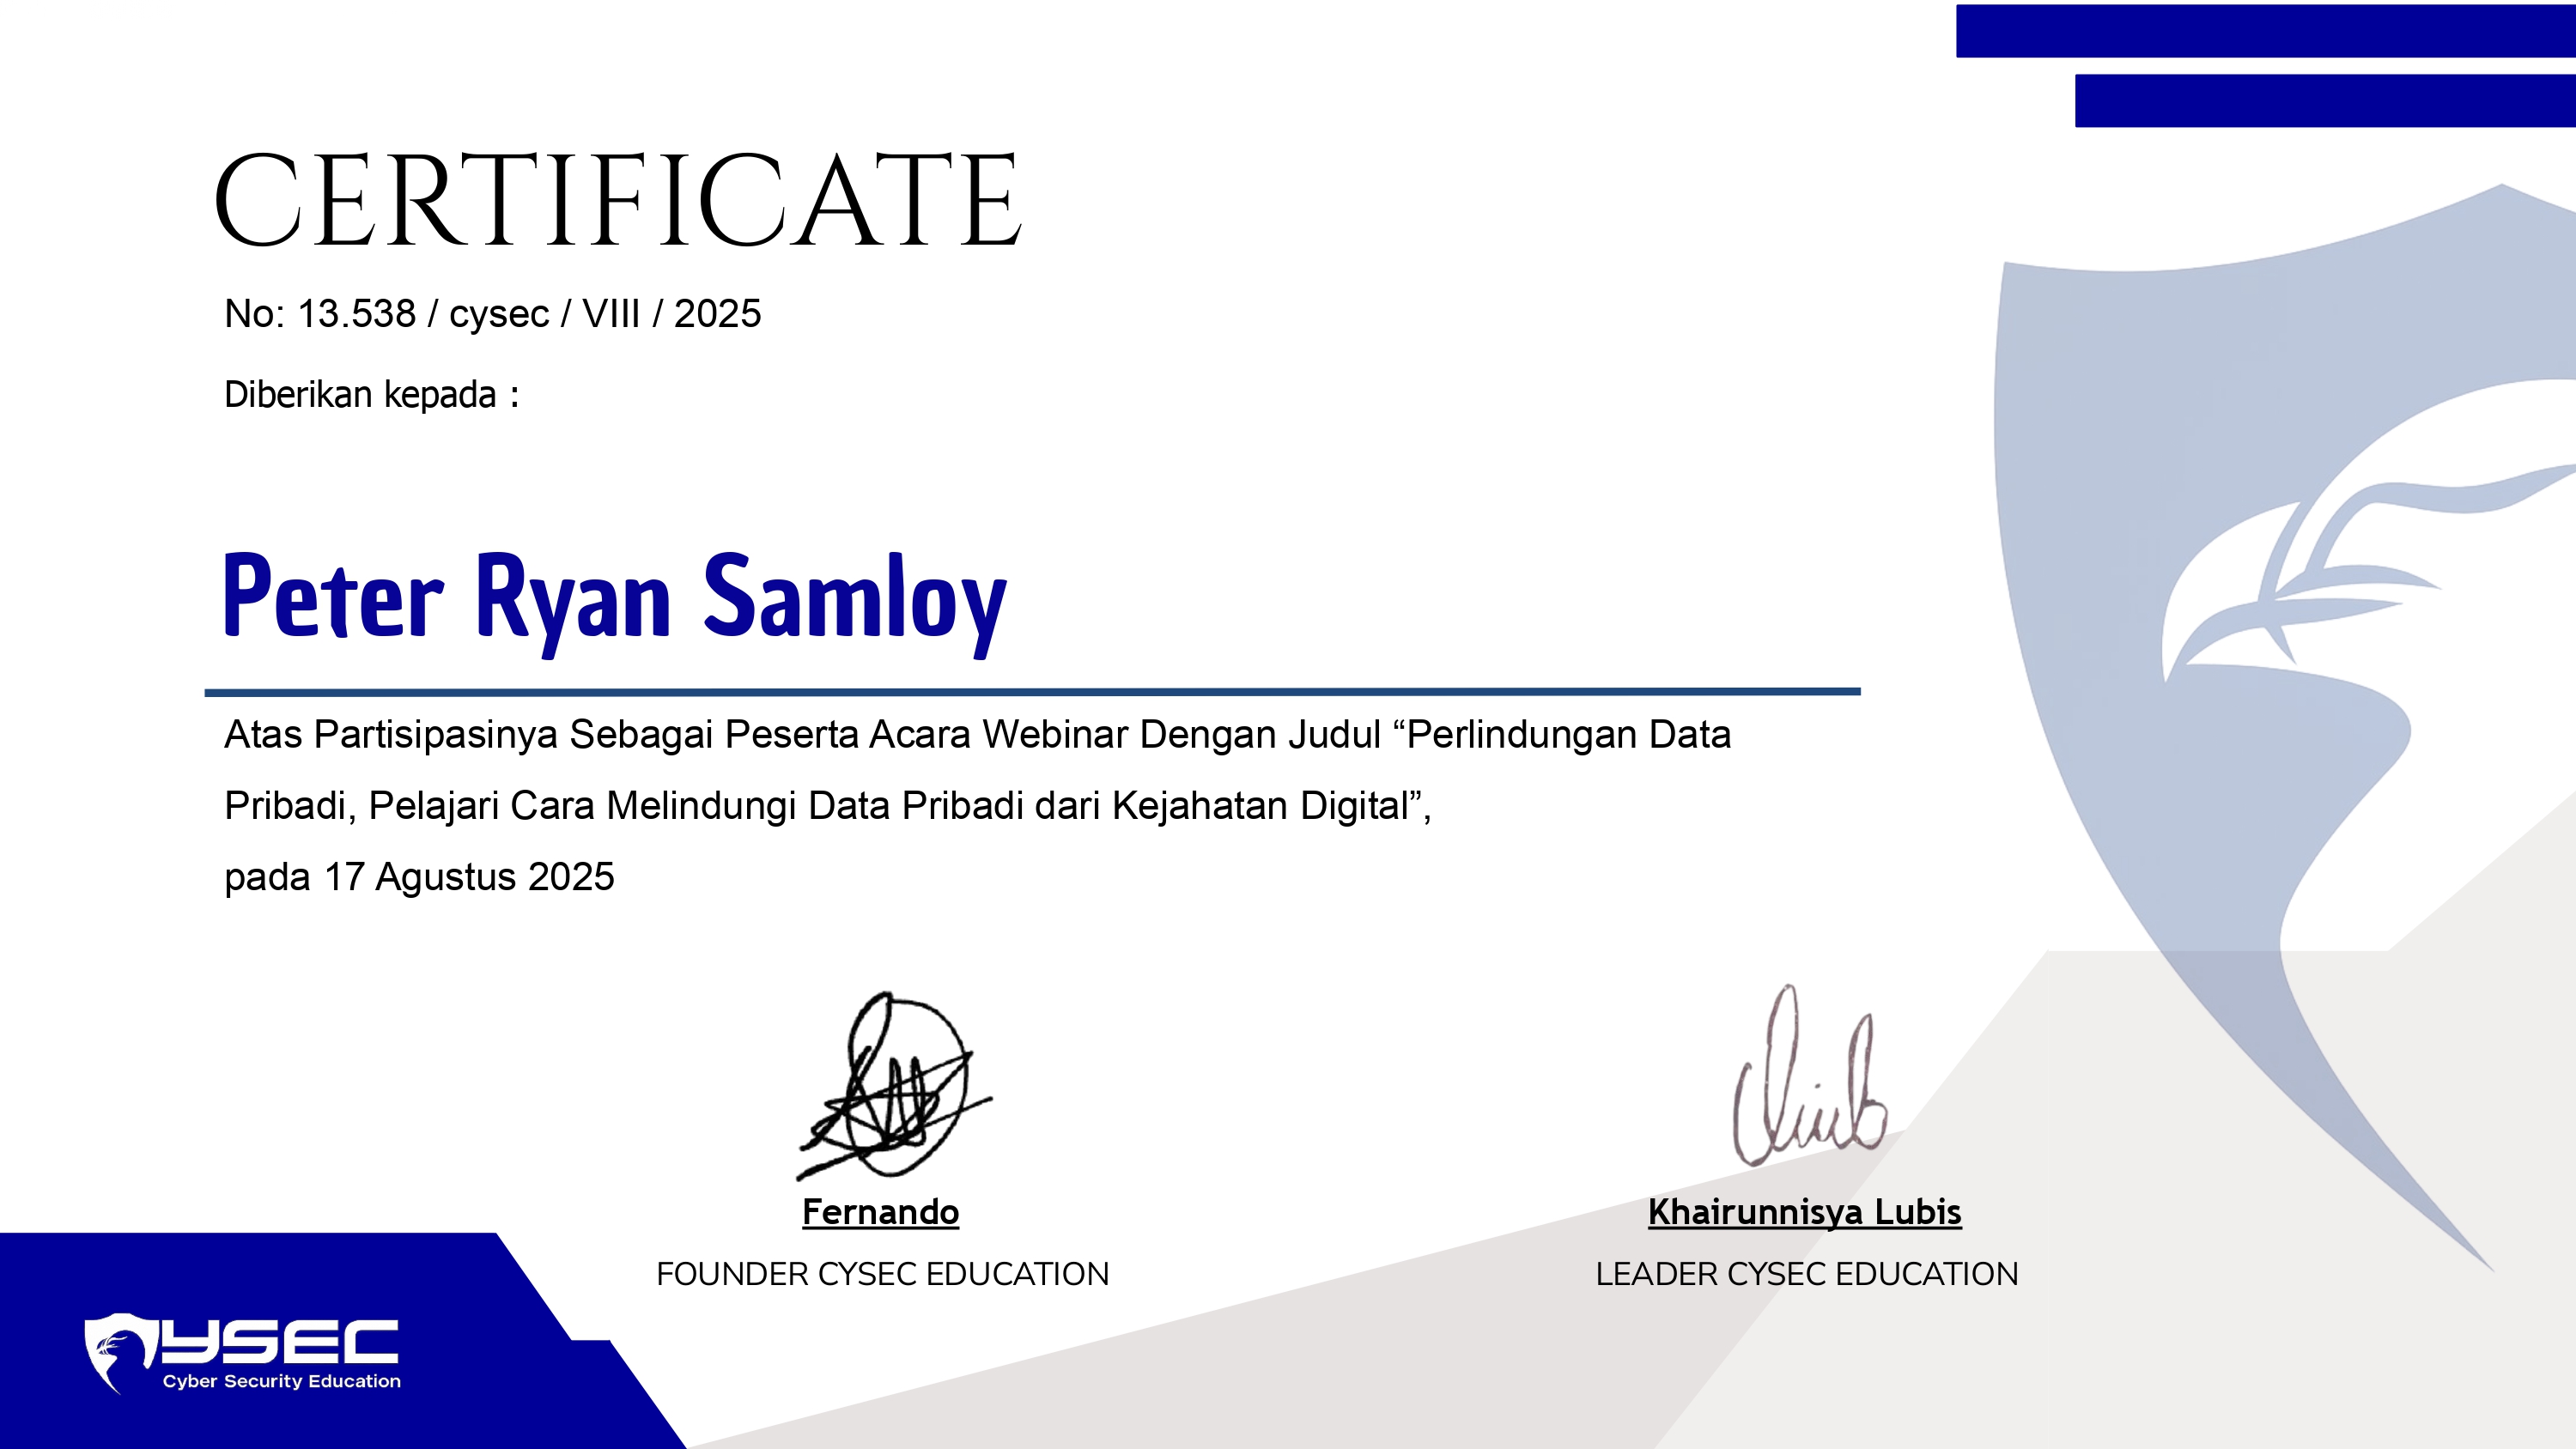 CERTIFICATE
No: 13.538 / cysec / VIII / 2025
Diberikan kepada :
Peter Ryan Samloy
Atas Partisipasinya Sebagai Peserta Acara Webinar Dengan Judul “Perlindungan Data
Pribadi, Pelajari Cara Melindungi Data Pribadi dari Kejahatan Digital”,
pada 17 Agustus 2025
Fernando
FOUNDER CYSEC EDUCATION
Khairunnisya Lubis
LEADER CYSEC EDUCATION
CYSEC
Cyber Security Education